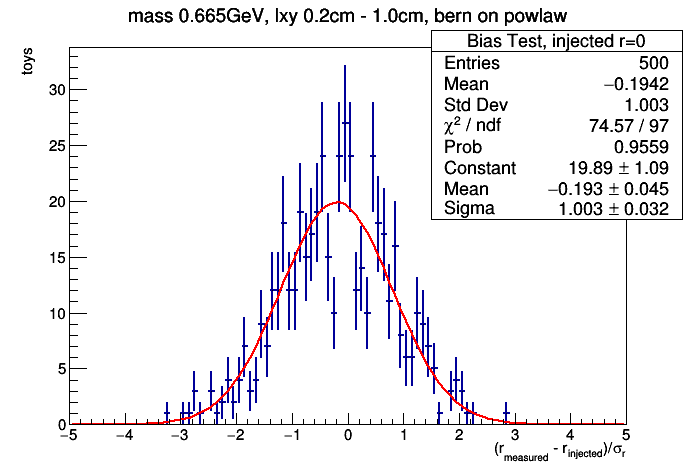 mass 0.665GeV, lxy 0.2cm - 1.0cm, bern on powlaw
Bias Test, injected r=0
Entries 500
Mean −0.1942
Std Dev 1.003
χ² / ndf 74.57 / 97
Prob 0.9559
Constant 19.89 ± 1.09
Mean −0.193 ± 0.045
Sigma 1.003 ± 0.032
toys
30
25
20
15
10
5
0
−5 −4 −3 −2 −1 0 1 2 3 4 5
(r_measured - r_injected)/σ_r